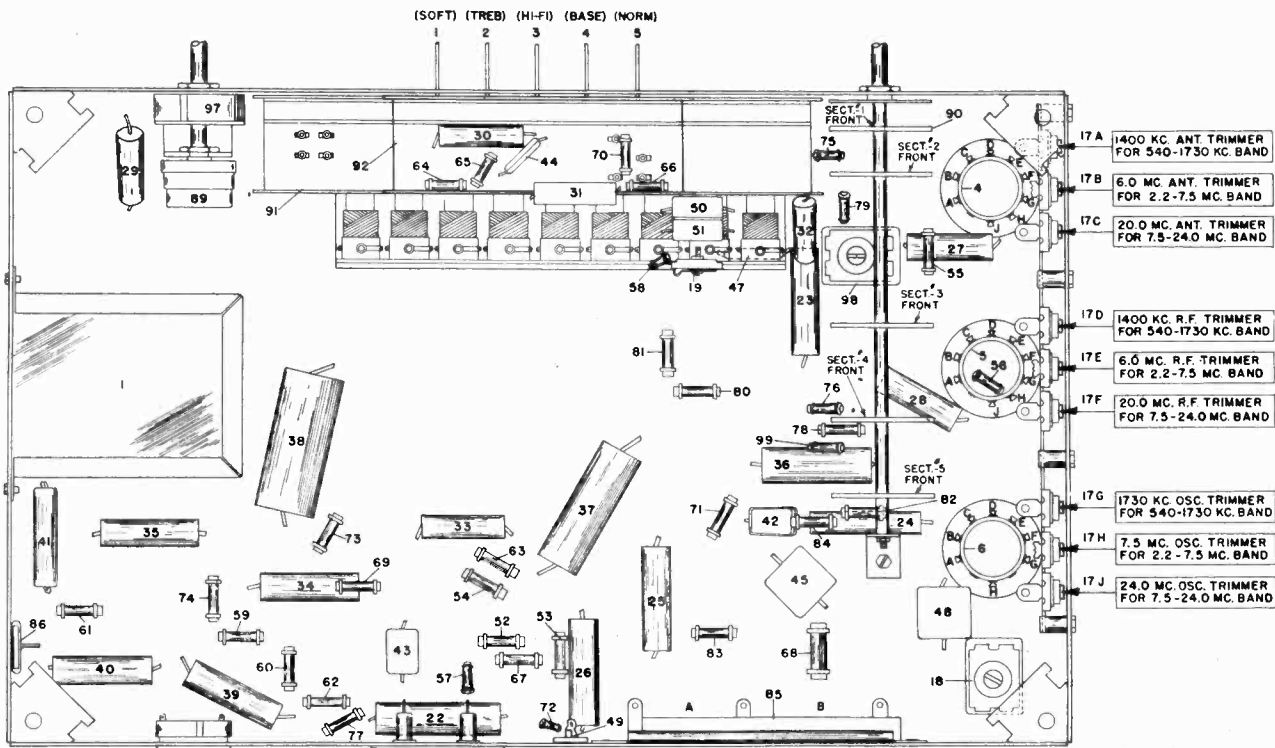 (SOFT) (TREB) (HI-FI) (BASE) (NORM)
1 2 3 4 5
97
29
89
92
91
30
64
65
44
31
70
66
50
51
58
19
47
75
79
32
23
98
SECT.-1 FRONT
90
SECT.-2 FRONT
27
55
SECT.-3 FRONT
SECT.-4 FRONT
SECT.-5 FRONT
C D E
B 4 F
A G
J H
17A 1400 KC. ANT. TRIMMER
FOR 540-1730 KC. BAND
17B 6.0 MC. ANT. TRIMMER
FOR 2.2-7.5 MC. BAND
17C 20.0 MC. ANT. TRIMMER
FOR 7.5-24.0 MC. BAND
1
81
80
76
78
99
36
28
C D E
B 5 F
A 56 G
J H
17D 1400 KC. R.F. TRIMMER
FOR 540-1730 KC. BAND
17E 6.0 MC. R.F. TRIMMER
FOR 2.2-7.5 MC. BAND
17F 20.0 MC. R.F. TRIMMER
FOR 7.5-24.0 MC. BAND
38
37
41
35
73
33
71
42
84
82
24
C D E
B 6 F
A G
H
17G 1730 KC. OSC. TRIMMER
FOR 540-1730 KC. BAND
17H 7.5 MC. OSC. TRIMMER
FOR 2.2-7.5 MC. BAND
17J 24.0 MC. OSC. TRIMMER
FOR 7.5-24.0 MC. BAND
63
54
34
69
74
61
59
45
25
48
86
40
39
60
62
77
43
57
52
67
53
26
22
72
49
83
68
18
A 85 B